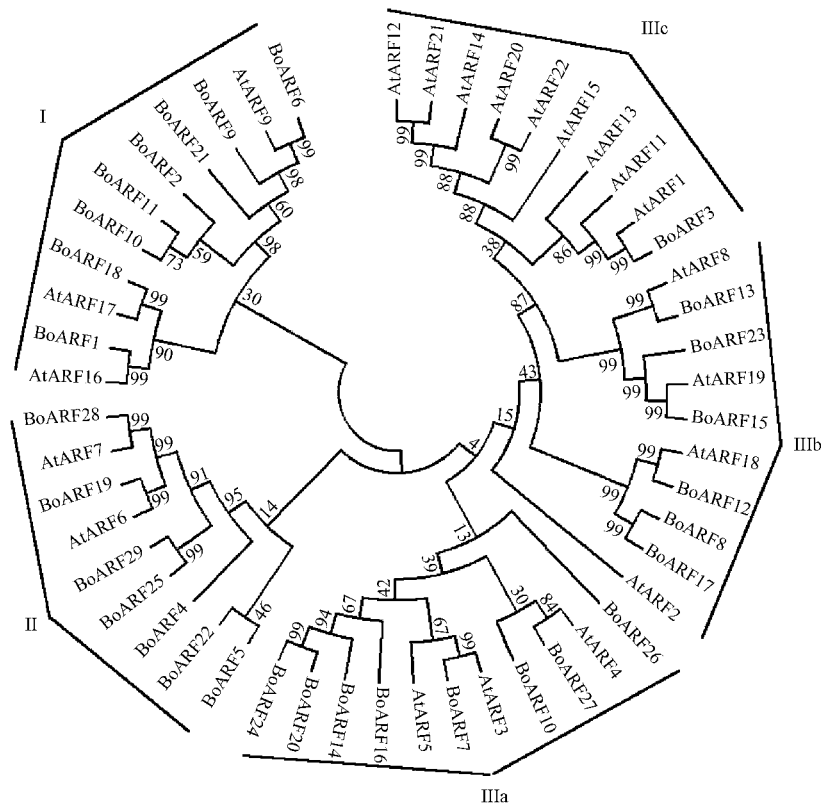 IIIc
AtARF12
AtARF21
AtARF14
AtARF20
AtARF22
AtARF15
AtARF13
AtARF11
AtARF1
BoARF3
AtARF8
BoARF13
BoARF23
AtARF19
BoARF15
IIIb
AtARF18
BoARF12
BoARF8
BoARF17
AtARF2
BoARF26
AtARF4
BoARF27
BoARF10
AtARF3
BoARF7
AtARF5
BoARF16
BoARF14
BoARF20
BoARF24
IIIa
BoARF5
BoARF22
BoARF4
BoARF25
BoARF29
AtARF6
BoARF19
AtARF7
BoARF28
II
AtARF16
BoARF1
AtARF17
BoARF18
BoARF10
BoARF11
BoARF2
BoARF21
BoARF9
AtARF9
BoARF6
I
99
99
99
88
88
38
86
99
99
87
99
99
99
99
43
15
4
99
99
99
13
39
42
30
84
67
99
67
94
99
14
95
91
99
99
99
99
46
30
90
99
99
98
59
73
60
98
99